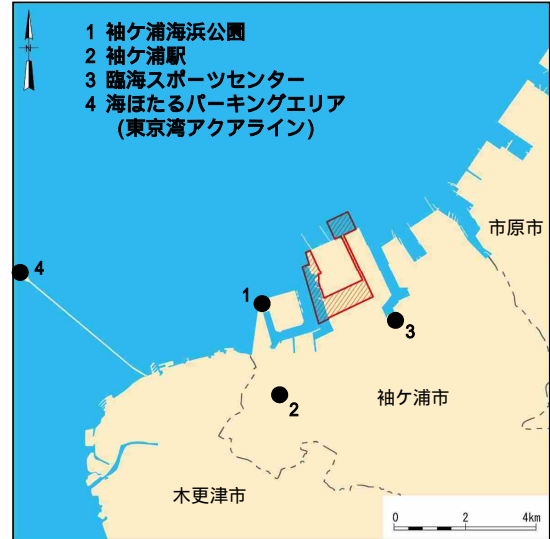 N
1 袖ケ浦海浜公園
2 袖ケ浦駅
3 臨海スポーツセンター
4 海ほたるパーキングエリア
(東京湾アクアライン)
市原市
4
1
3
袖ケ浦市
2
木更津市
0 2 4km